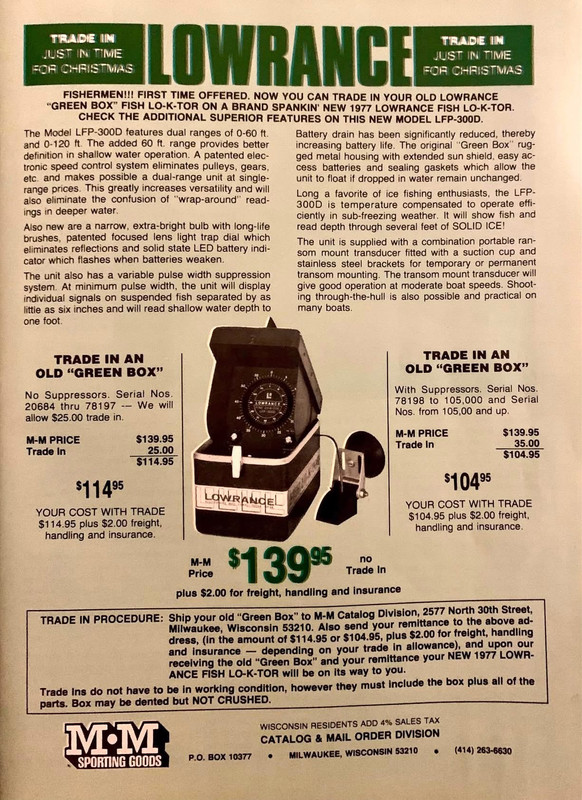 TRADE IN
JUST IN TIME
FOR CHRISTMAS
LOWRANCE
TRADE IN
JUST IN TIME
FOR CHRISTMAS
FISHERMEN!!! FIRST TIME OFFERED. NOW YOU CAN TRADE IN YOUR OLD LOWRANCE
"GREEN BOX" FISH LO-K-TOR ON A BRAND SPANKIN' NEW 1977 LOWRANCE FISH LO-K-TOR.
CHECK THE ADDITIONAL SUPERIOR FEATURES ON THIS NEW MODEL LFP-300D.
The Model LFP-300D features dual ranges of 0-60 ft.
and 0-120 ft. The added 60 ft. range provides better
definition in shallow water operation. A patented elec-
tronic speed control system eliminates pulleys, gears,
etc. and makes possible a dual-range unit at single-
range prices. This greatly increases versatility and will
also eliminate the confusion of "wrap-around" read-
ings in deeper water.
Also new are a narrow, extra-bright bulb with long-life
brushes, patented focused lens light trap dial which
eliminates reflections and solid state LED battery indi-
cator which flashes when batteries weaken.
The unit also has a variable pulse width suppression
system. At minimum pulse width, the unit will display
individual signals on suspended fish separated by as
little as six inches and will read shallow water depth to
one foot.
Battery drain has been significantly reduced, thereby
increasing battery life. The original "Green Box" rug-
ged metal housing with extended sun shield, easy ac-
cess batteries and sealing gaskets which allow the
unit to float if dropped in water remain unchanged.
Long a favorite of ice fishing enthusiasts, the LFP-
300D is temperature compensated to operate effi-
ciently in sub-freezing weather. It will show fish and
read depth through several feet of SOLID ICE!
The unit is supplied with a combination portable ran-
som mount transducer fitted with a suction cup and
stainless steel brackets for temporary or permanent
transom mounting. The transom mount transducer will
give good operation at moderate boat speeds. Shoot-
ing through-the-hull is also possible and practical on
many boats.
TRADE IN AN
OLD "GREEN BOX"
No Suppressors. Serial Nos.
20684 thru 78197 — We will
allow $25.00 trade in.
M-M PRICE $139.95
Trade In 25.00
$114.95
$114⁹⁵
YOUR COST WITH TRADE
$114.95 plus $2.00 freight,
handling and insurance.
LOWRANCE
LOWRANCE
TRADE IN AN
OLD "GREEN BOX"
With Suppressors. Serial Nos.
78198 to 105,000 and Serial
Nos. from 105,00 and up.
M-M PRICE $139.95
Trade In 35.00
$104.95
$104⁹⁵
YOUR COST WITH TRADE
$104.95 plus $2.00 freight,
handling and insurance.
M-M
Price $139⁹⁵ no
Trade In
plus $2.00 for freight, handling and insurance
TRADE IN PROCEDURE: Ship your old "Green Box" to M-M Catalog Division, 2577 North 30th Street,
Milwaukee, Wisconsin 53210. Also send your remittance to the above ad-
dress, (in the amount of $114.95 or $104.95, plus $2.00 for freight, handling
and insurance — depending on your trade in allowance), and upon our
receiving the old "Green Box" and your remittance your NEW 1977 LOWR-
ANCE FISH LO-K-TOR will be on its way to you.
Trade Ins do not have to be in working condition, however they must include the box plus all of the
parts. Box may be dented but NOT CRUSHED.
M•M
SPORTING GOODS
WISCONSIN RESIDENTS ADD 4% SALES TAX
CATALOG & MAIL ORDER DIVISION
P.O. BOX 10377 • MILWAUKEE, WISCONSIN 53210 • (414) 263-6630